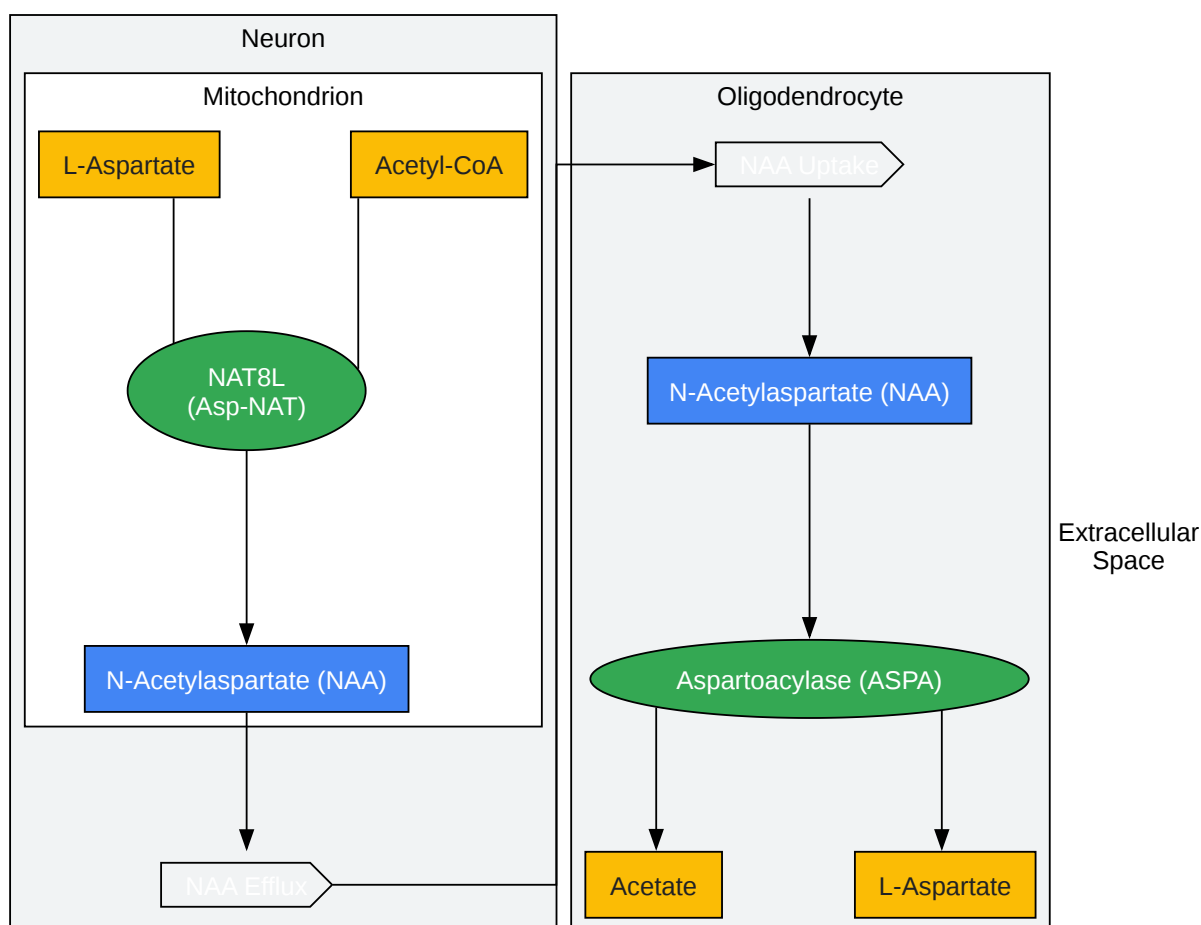 Neuron
Mitochondrion
L-Aspartate
Acetyl-CoA
NAT8L
(Asp-NAT)
N-Acetylaspartate (NAA)
NAA Efflux
Oligodendrocyte
NAA Uptake
N-Acetylaspartate (NAA)
Aspartoacylase (ASPA)
Acetate
L-Aspartate
Extracellular
Space